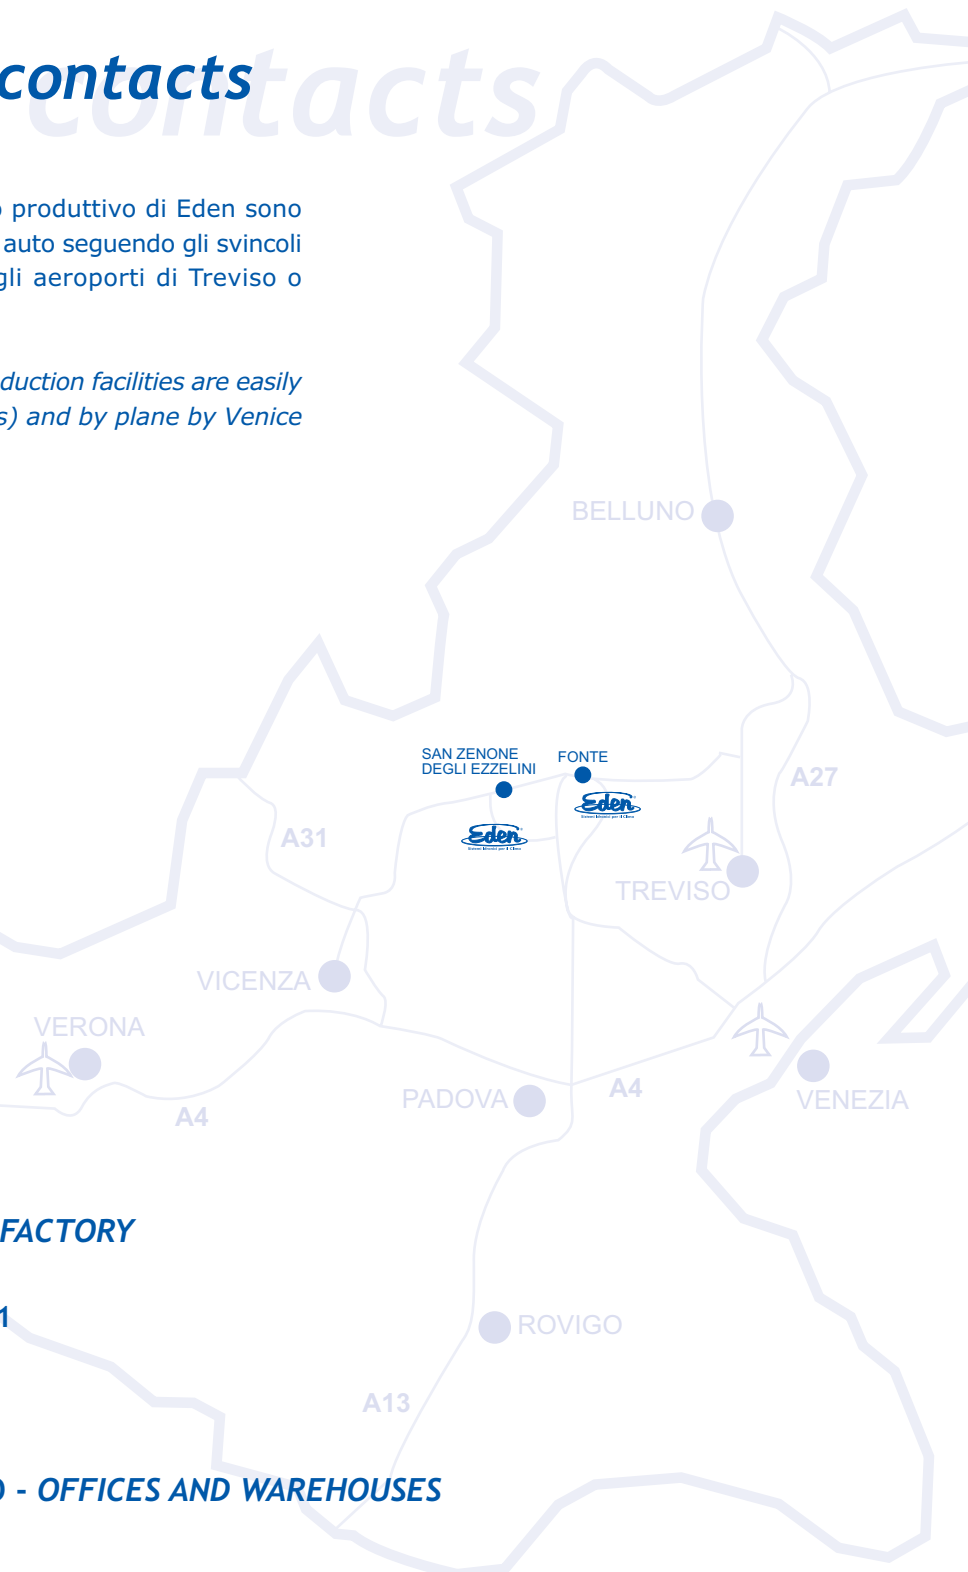 contacts
contacts
produttivo di Eden sono
auto seguendo gli svincoli
gli aeroporti di Treviso o
duction facilities are easily
s) and by plane by Venice
BELLUNO
SAN ZENONE
DEGLI EZZELINI
FONTE
A27
Eden
Eden
A31
TREVISO
VICENZA
VERONA
PADOVA
A4
VENEZIA
A4
FACTORY
1
ROVIGO
A13
- OFFICES AND WAREHOUSES